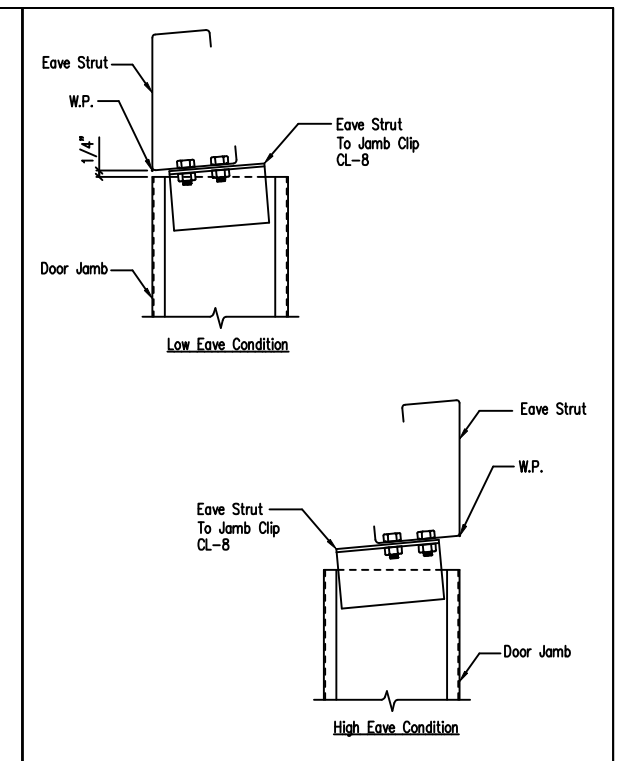 Eave Strut
W.P.
1/4"
Eave Strut
To Jamb Clip
CL-8
Door Jamb
Low Eave Condition
Eave Strut
W.P.
Eave Strut
To Jamb Clip
CL-8
Door Jamb
High Eave Condition